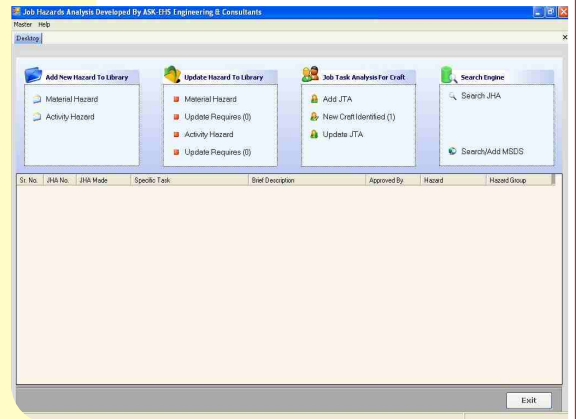 Job Hazards Analysis Developed By ASK-EHS Engineering & Consultants
Master Help
Desktop
Add New Hazard To Library
Material Hazard
Activity Hazard
Update Hazard To Library
Material Hazard
Update Requires (0)
Activity Hazard
Update Requires (0)
Job Task Analysis For Craft
Add JTA
New Craft Identified (1)
Update JTA
Search Engine
Search JHA
Search/Add MSDS
Sr. No. JHA No. JHA Made Specific Task Brief Description Approved By Hazard Hazard Group
Exit